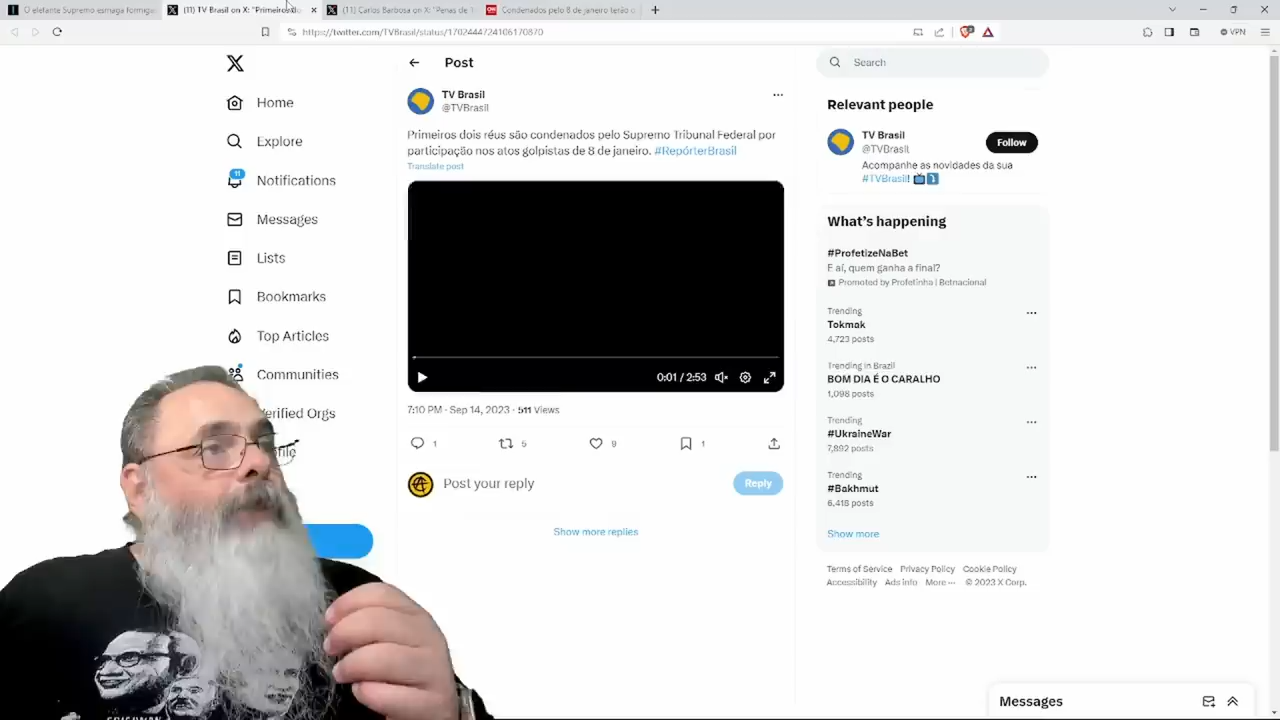 O elefante Supremo esmaga formiga
(11) TV Brasil on X: "Primeiros do
(11) Carlos Barbosa on X: "Penas de 1
Condenados pelo 8 de janeiro terão o
https://twitter.com/TVBrasil/status/1702444724106170870
VPN
Home
Explore
11
Notifications
Messages
Lists
Bookmarks
Top Articles
Communities
erified Orgs
file
Post
TV Brasil
@TVBrasil
Primeiros dois réus são condenados pelo Supremo Tribunal Federal por
participação nos atos golpistas de 8 de janeiro. #RepórterBrasil
Translate post
0:01 / 2:53
7:10 PM · Sep 14, 2023 · 511 Views
1
5
9
1
Post your reply
Reply
Show more replies
Search
Relevant people
TV Brasil
@TVBrasil
Follow
Acompanhe as novidades da sua
#TVBrasil!
What's happening
#ProfetizeNaBet
E aí, quem ganha a final?
Promoted by Profetinha | Betnacional
Trending
Tokmak
4,723 posts
Trending in Brazil
BOM DIA É O CARALHO
1,098 posts
Trending
#UkraineWar
7,892 posts
Trending
#Bakhmut
6,418 posts
Show more
Terms of Service Privacy Policy Cookie Policy
Accessibility Ads info More ··· © 2023 X Corp.
Messages